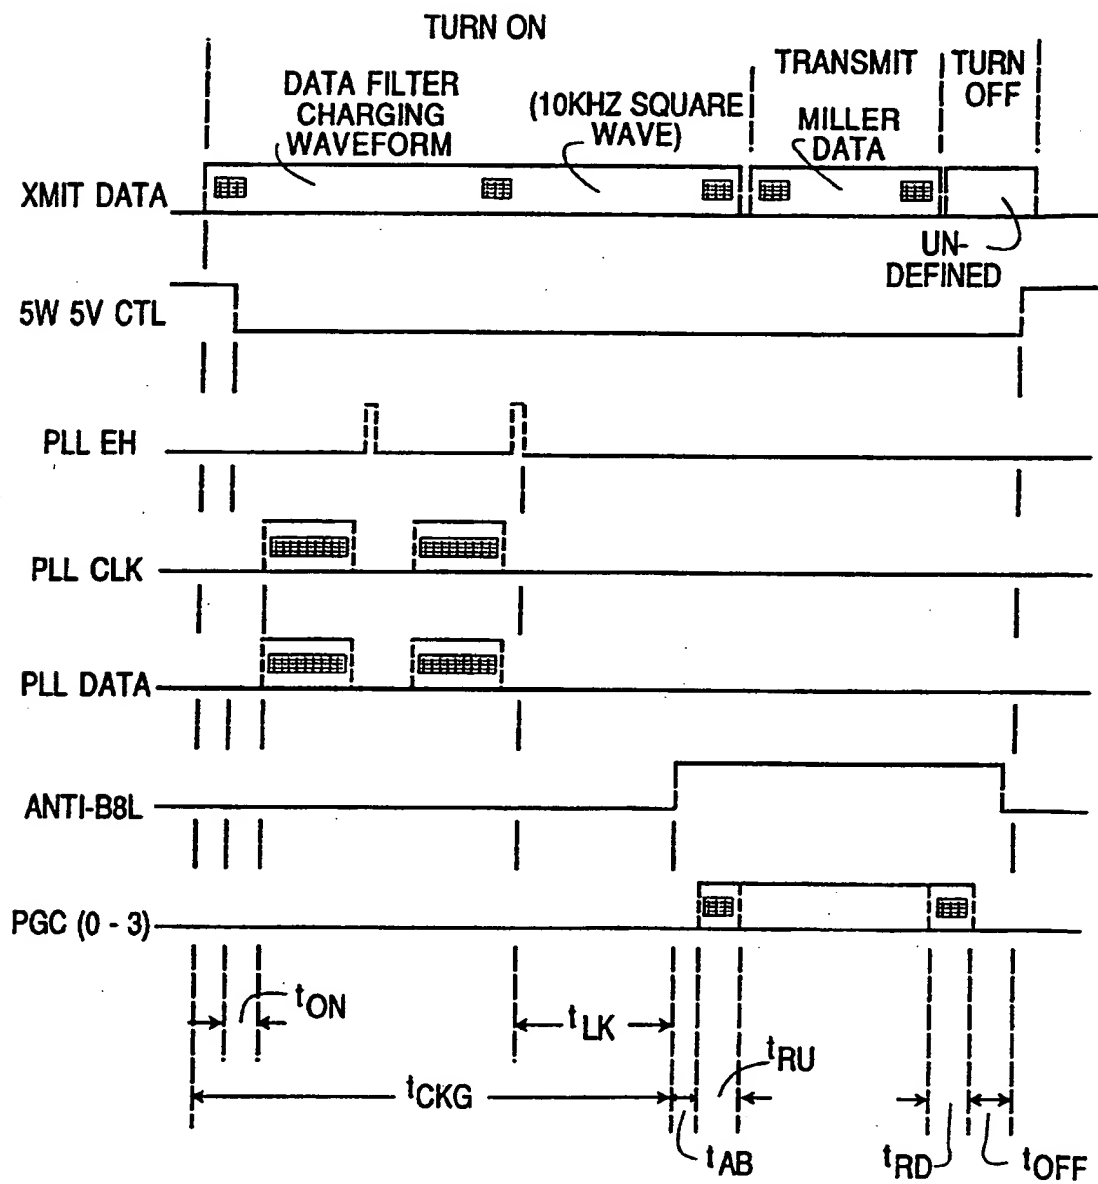 TURN ON
TRANSMIT
TURN
OFF
DATA FILTER
CHARGING
WAVEFORM
(10KHZ SQUARE
WAVE)
MILLER
DATA
XMIT DATA
UN-
DEFINED
5W 5V CTL
PLL EH
PLL CLK
PLL DATA
ANTI-B8L
PGC (0 - 3)
tON
tLK
tRU
tCKG
tAB
tRD
tOFF